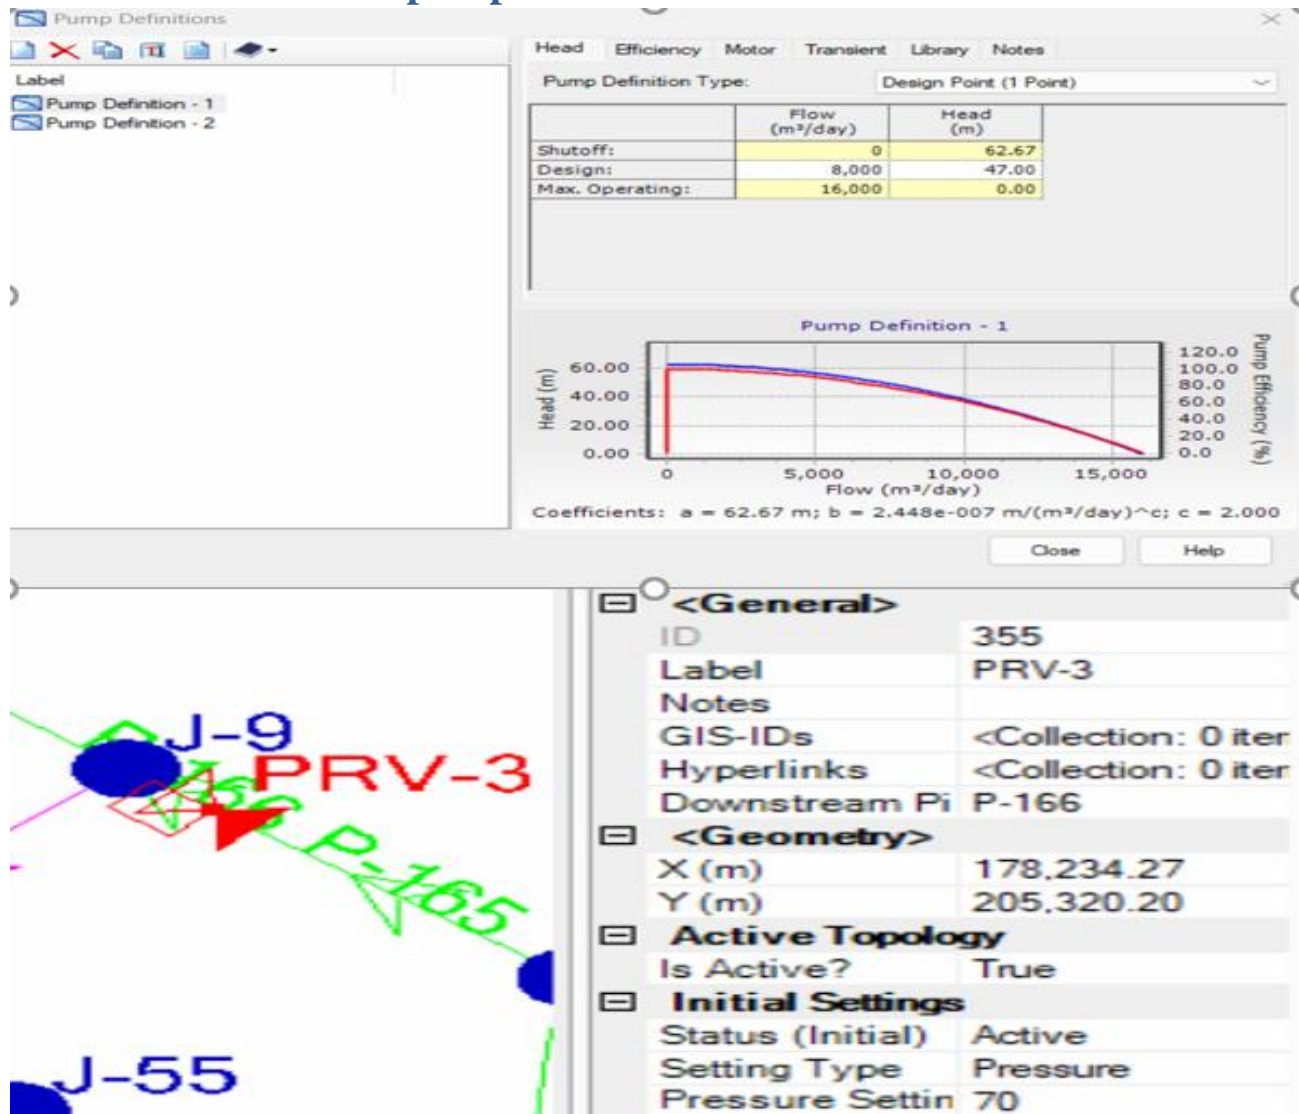 Pump Definitions
Head Efficiency Motor Transient Library Notes
Label
Pump Definition - 1
Pump Definition - 2
Pump Definition Type: Design Point (1 Point)
Flow (m³/day) Head (m)
Shutoff: 0 62.67
Design: 8,000 47.00
Max. Operating: 16,000 0.00
Pump Definition - 1
Head (m)
60.00
40.00
20.00
0.00
Pump Efficiency (%)
120.0
100.0
80.0
60.0
40.0
20.0
0.0
0 5,000 10,000 15,000
Flow (m³/day)
Coefficients: a = 62.67 m; b = 2.448e-007 m/(m³/day)^c; c = 2.000
Close Help
J-9
PRV-3
P-165
J-55
<General>
ID 355
Label PRV-3
Notes
GIS-IDs <Collection: 0 iter
Hyperlinks <Collection: 0 iter
Downstream Pi P-166
<Geometry>
X (m) 178,234.27
Y (m) 205,320.20
Active Topology
Is Active? True
Initial Settings
Status (Initial) Active
Setting Type Pressure
Pressure Settin 70